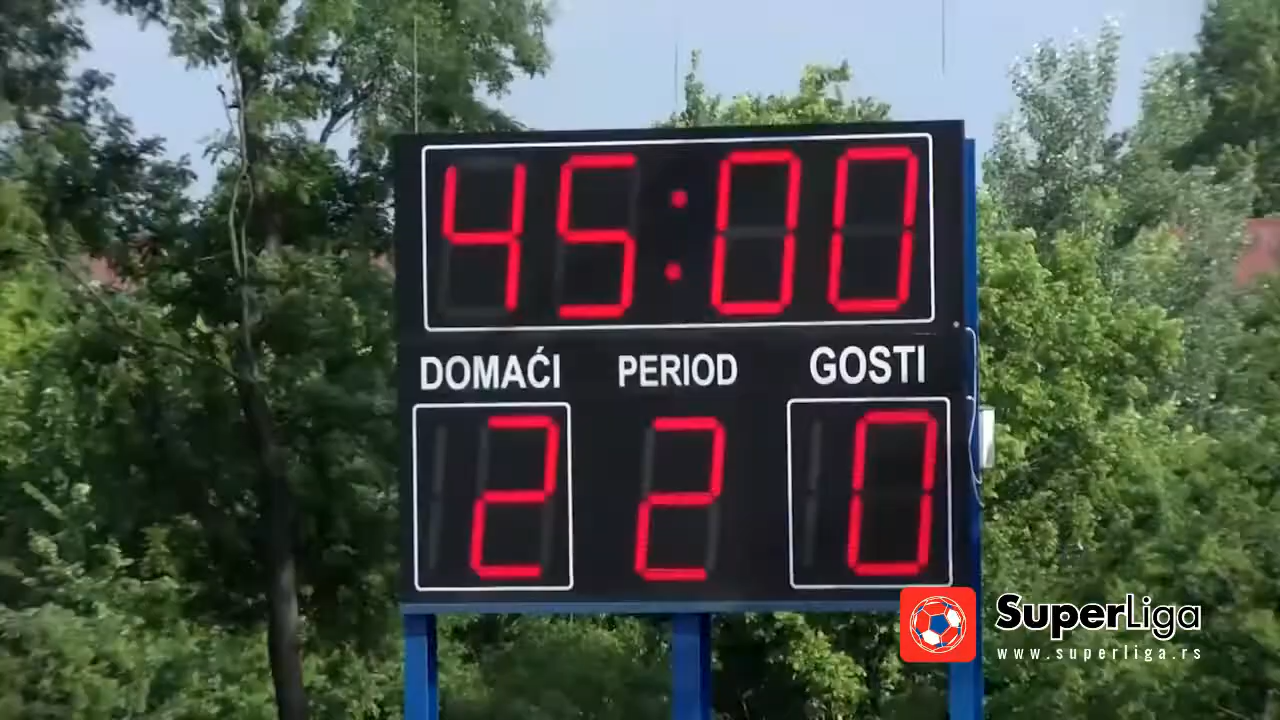 45:00
DOMAĆI PERIOD GOSTI
2 2 0
SuperLiga
www.superliga.rs